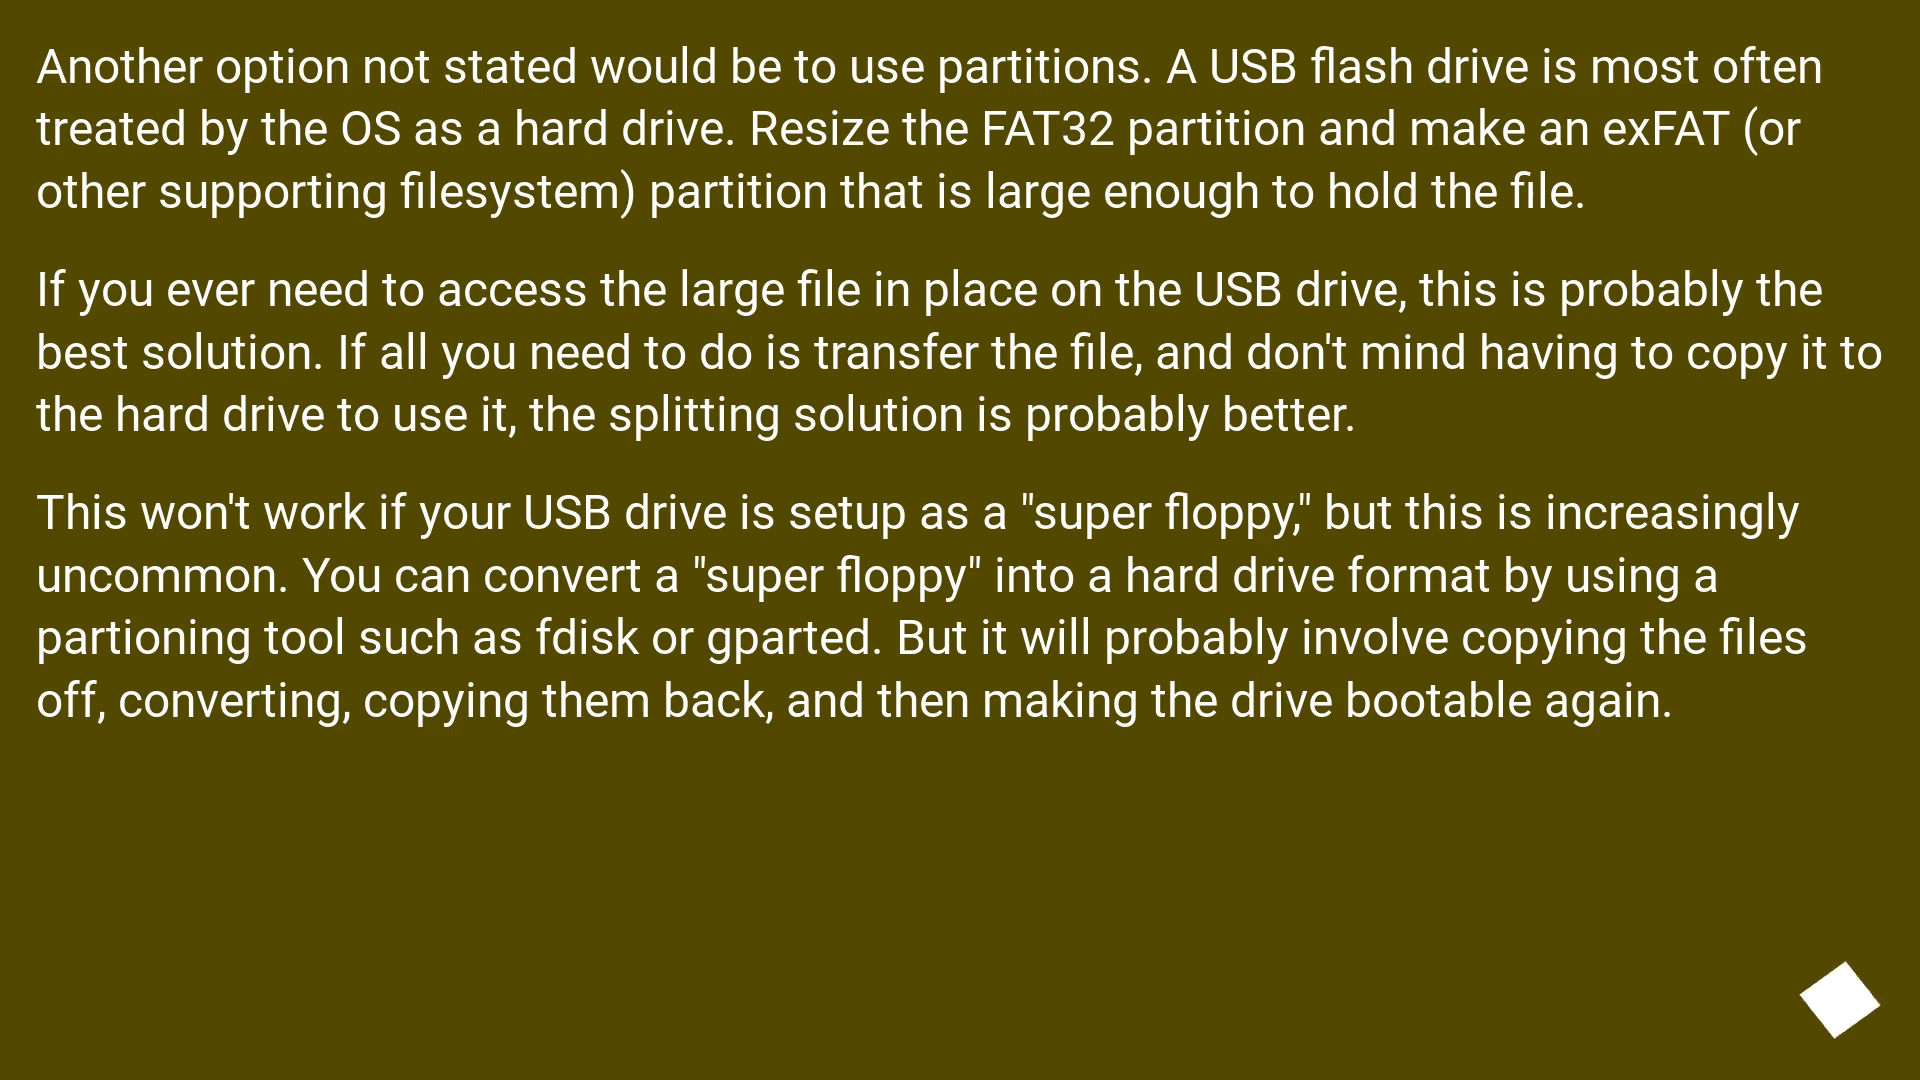 Another option not stated would be to use partitions. A USB flash drive is most often
treated by the OS as a hard drive. Resize the FAT32 partition and make an exFAT (or
other supporting filesystem) partition that is large enough to hold the file.
If you ever need to access the large file in place on the USB drive, this is probably the
best solution. If all you need to do is transfer the file, and don't mind having to copy it to
the hard drive to use it, the splitting solution is probably better.
This won't work if your USB drive is setup as a "super floppy," but this is increasingly
uncommon. You can convert a "super floppy" into a hard drive format by using a
partioning tool such as fdisk or gparted. But it will probably involve copying the files
off, converting, copying them back, and then making the drive bootable again.